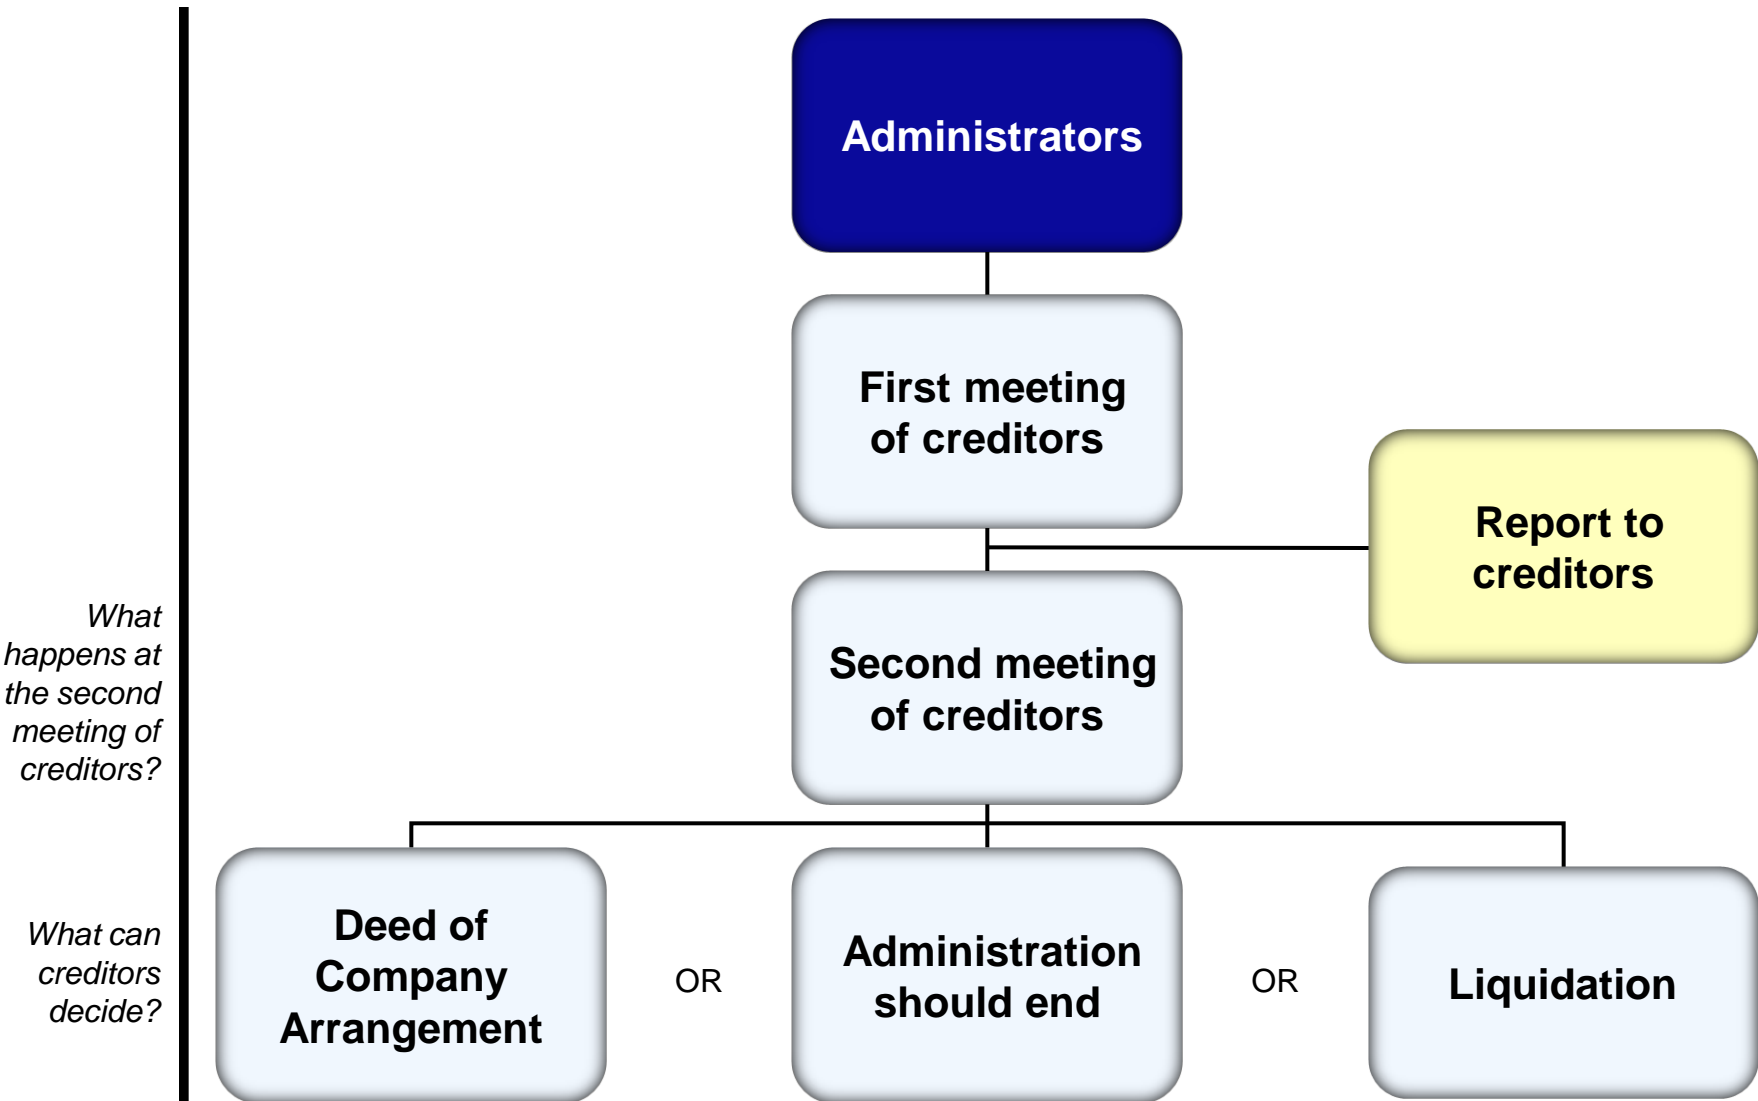 Administrators
First meeting
of creditors
Report to
creditors
What
happens at
the second
meeting of
creditors?
Second meeting
of creditors
What can
creditors
decide?
Deed of
Company
Arrangement
OR
Administration
should end
OR
Liquidation